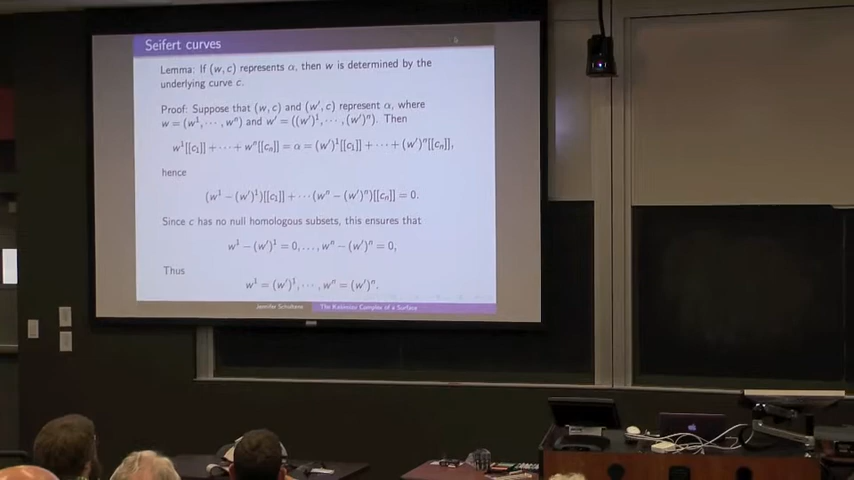 Seifert curves
Lemma: If (w, c) represents α, then w is determined by the
underlying curve c.
Proof: Suppose that (w, c) and (w′, c) represent α, where
w = (w¹, ⋯ , wⁿ) and w′ = ((w′)¹, ⋯ , (w′)ⁿ). Then
w¹[[c₁]] + ⋯ + wⁿ[[cₙ]] = α = (w′)¹[[c₁]] + ⋯ + (w′)ⁿ[[cₙ]],
hence
(w¹ − (w′)¹)[[c₁]] + ⋯ (wⁿ − (w′)ⁿ)[[cₙ]] = 0.
Since c has no null homologous subsets, this ensures that
w¹ − (w′)¹ = 0, … , wⁿ − (w′)ⁿ = 0,
Thus
w¹ = (w′)¹, ⋯ , wⁿ = (w′)ⁿ.
Jennifer Schultens The Kakimizu Complex of a Surface